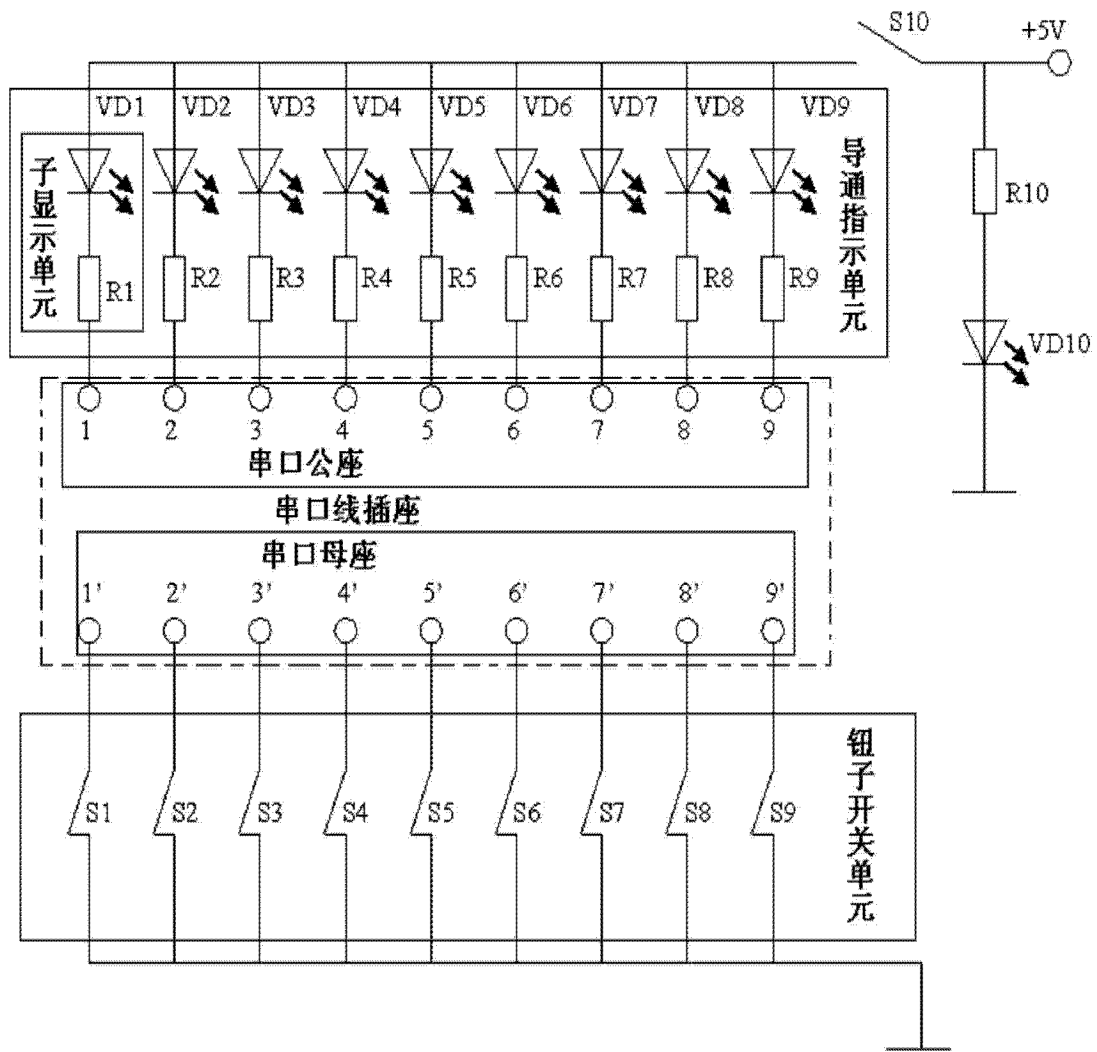 S10
+5V
VD1 VD2 VD3 VD4 VD5 VD6 VD7 VD8 VD9
子显示单元
导通指示单元
R10
R1 R2 R3 R4 R5 R6 R7 R8 R9
VD10
1 2 3 4 5 6 7 8 9
串口公座
串口线插座
串口母座
1' 2' 3' 4' 5' 6' 7' 8' 9'
钮子开关单元
S1 S2 S3 S4 S5 S6 S7 S8 S9